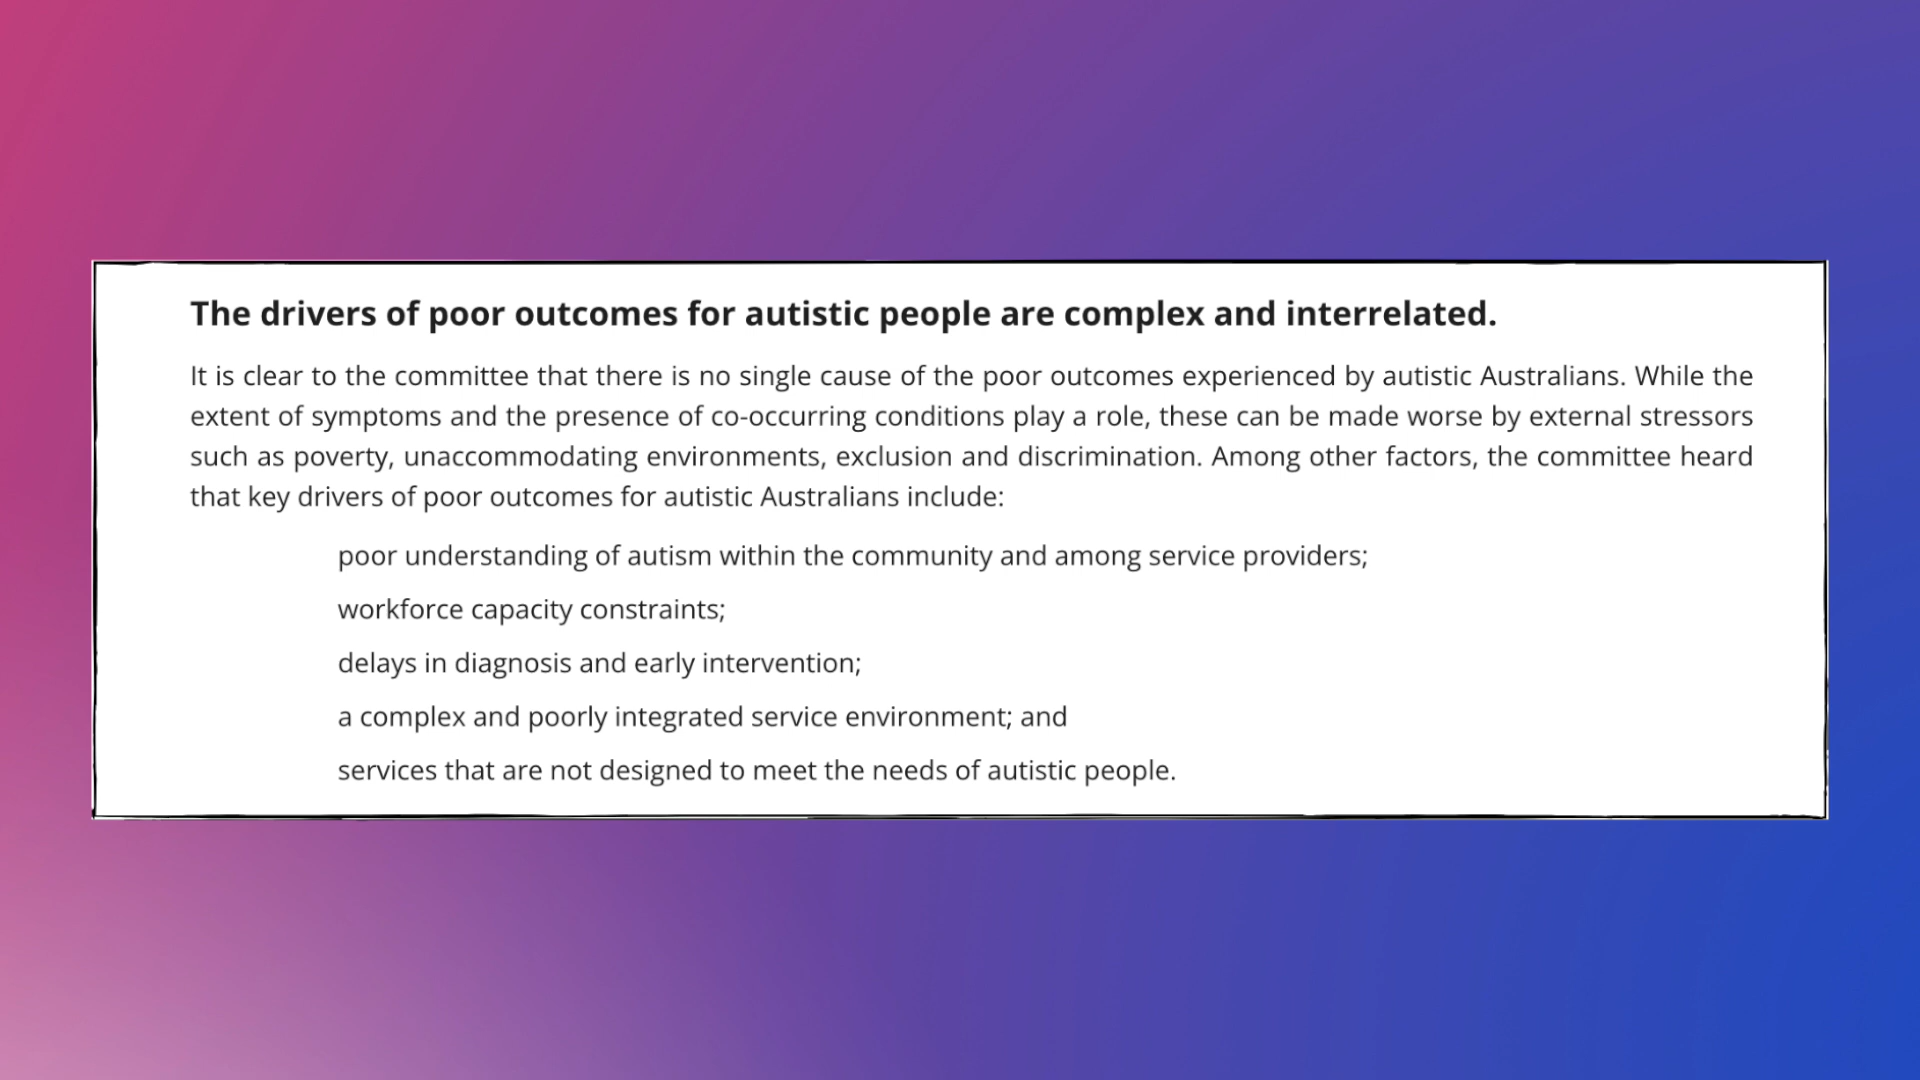 The drivers of poor outcomes for autistic people are complex and interrelated.
It is clear to the committee that there is no single cause of the poor outcomes experienced by autistic Australians. While the
extent of symptoms and the presence of co-occurring conditions play a role, these can be made worse by external stressors
such as poverty, unaccommodating environments, exclusion and discrimination. Among other factors, the committee heard
that key drivers of poor outcomes for autistic Australians include:
poor understanding of autism within the community and among service providers;
workforce capacity constraints;
delays in diagnosis and early intervention;
a complex and poorly integrated service environment; and
services that are not designed to meet the needs of autistic people.